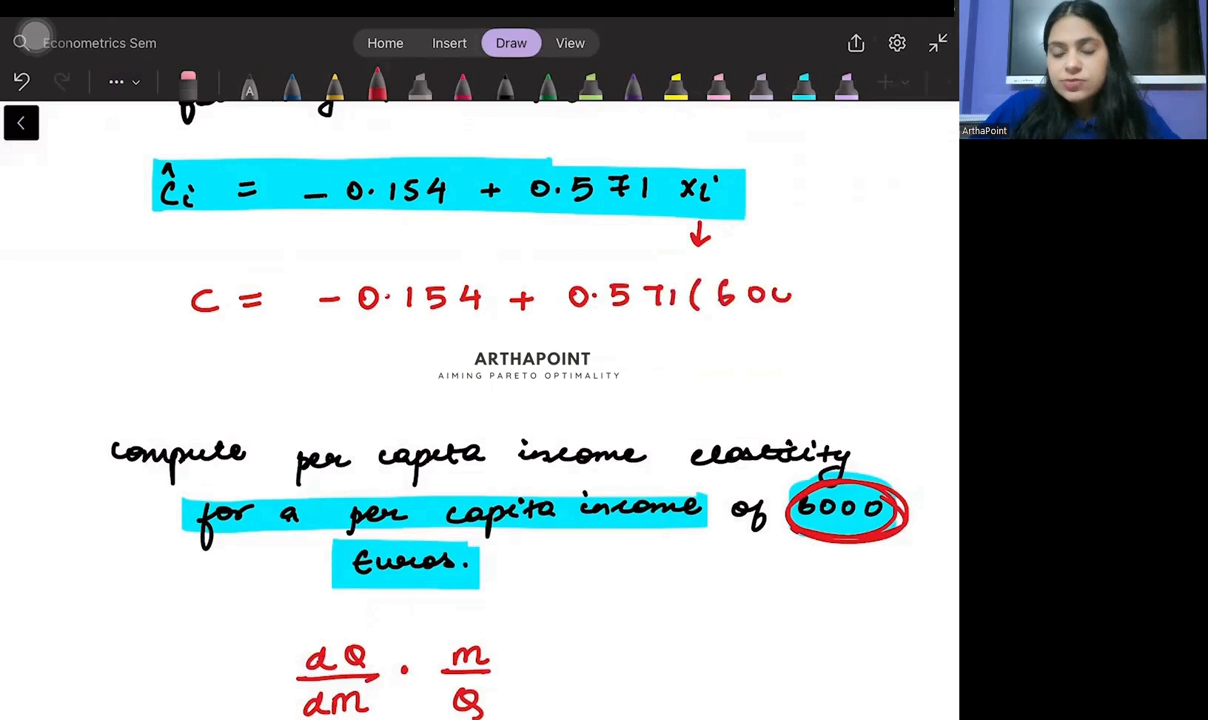 Econometrics Sem
Home Insert Draw View
A
ArthaPoint
Ĉi = - 0.154 + 0.571 xi
C = - 0.154 + 0.571 ( 600
ARTHAPOINT
AIMING PARETO OPTIMALITY
compute per capita income elasticity
for a per capita income of 6000
Euros.
dQ/dM · m/Q